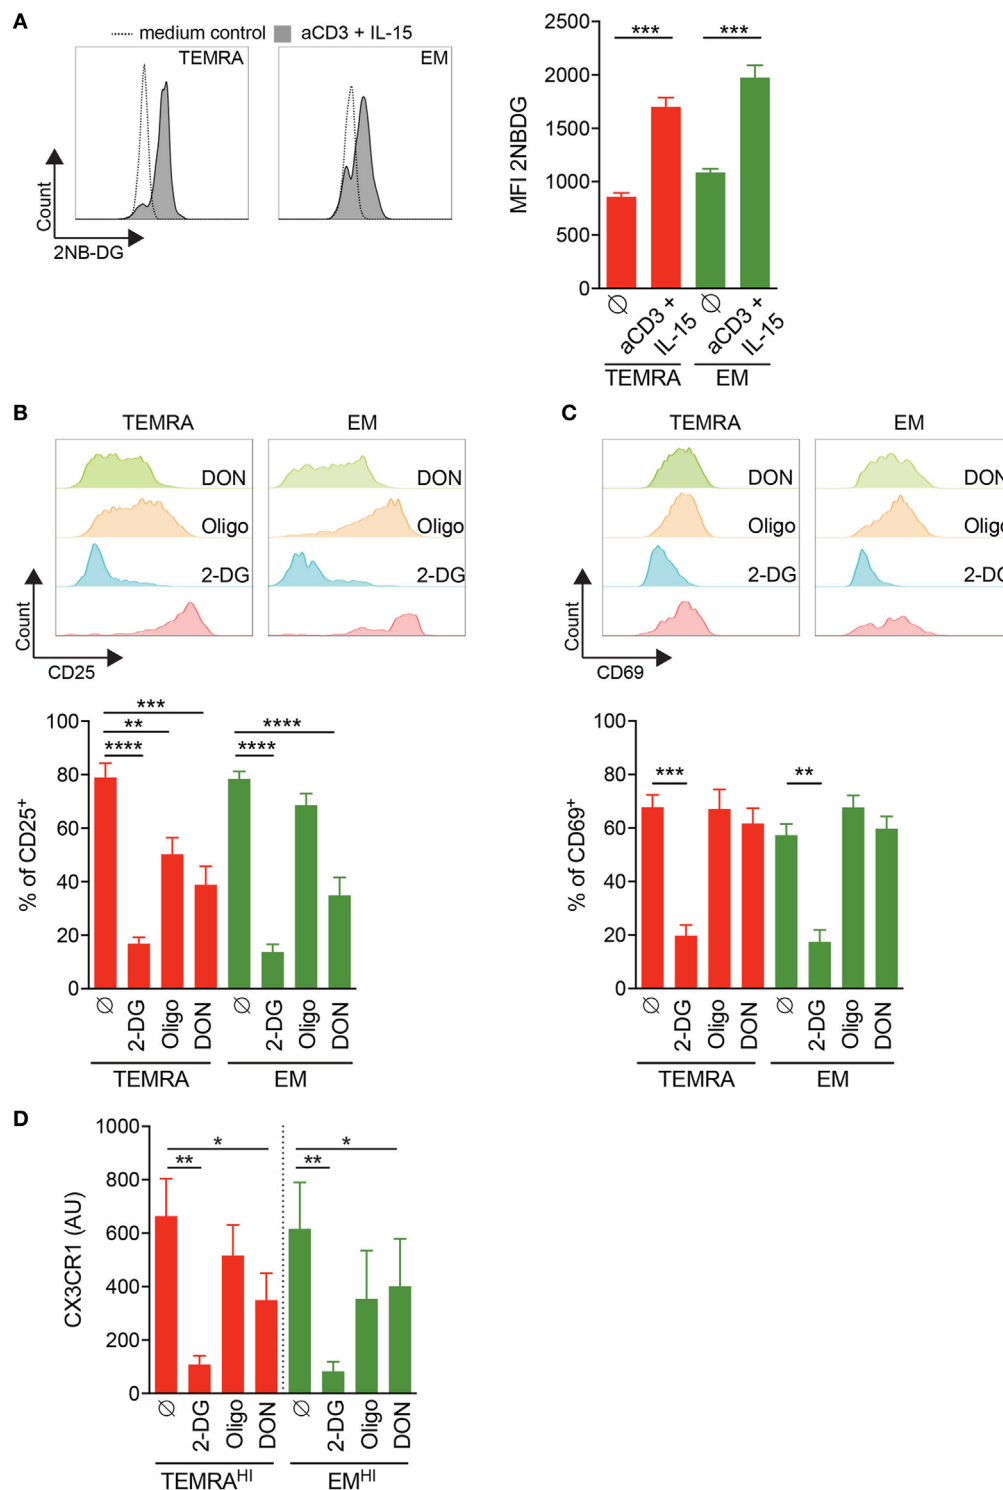 A
medium control
aCD3 + IL-15
TEMRA
EM
Count
2NB-DG
MFI 2NBDG
2500
2000
1500
1000
500
0
***
***
∅
aCD3 +
IL-15
∅
aCD3 +
IL-15
TEMRA
EM
B
TEMRA
EM
DON
Oligo
2-DG
DON
Oligo
2-DG
Count
CD25
% of CD25+
100
80
60
40
20
0
***
**
****
****
****
∅
2-DG
Oligo
DON
∅
2-DG
Oligo
DON
TEMRA
EM
C
TEMRA
EM
DON
Oligo
2-DG
DON
Oligo
2-DG
Count
CD69
% of CD69+
100
80
60
40
20
0
***
**
∅
2-DG
Oligo
DON
∅
2-DG
Oligo
DON
TEMRA
EM
D
CX3CR1 (AU)
1000
800
600
400
200
0
*
**
*
**
∅
2-DG
Oligo
DON
∅
2-DG
Oligo
DON
TEMRAHI
EMHI